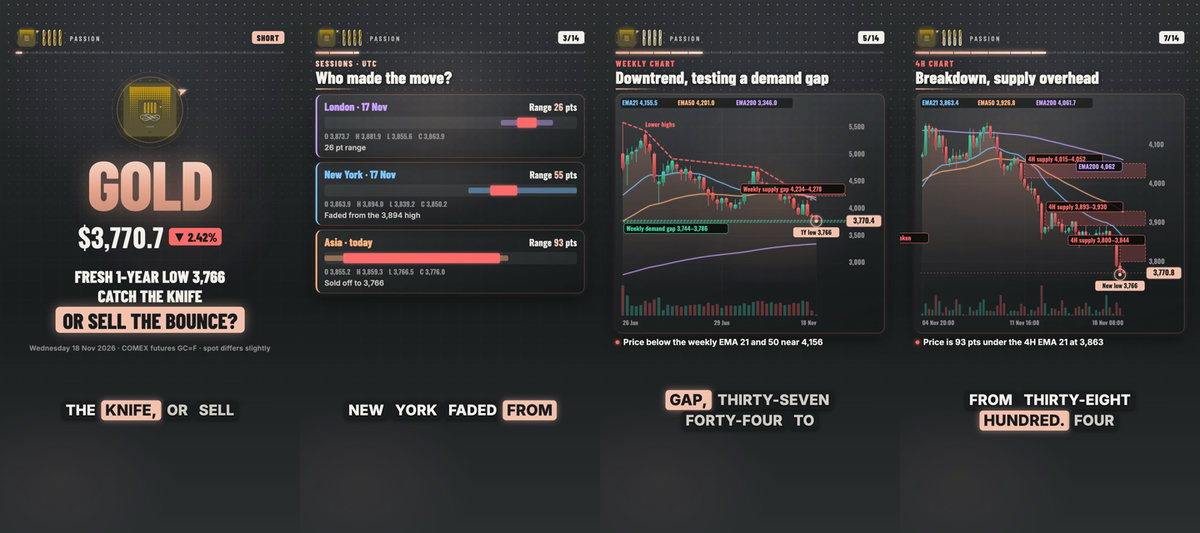 PASSION
SHORT
GOLD
$3,770.7 ▼ 2.42%
FRESH 1-YEAR LOW 3,766
CATCH THE KNIFE
OR SELL THE BOUNCE?
Wednesday 18 Nov 2026 · COMEX futures GC=F · spot differs slightly
THE KNIFE, OR SELL
PASSION
3/14
SESSIONS · UTC
Who made the move?
London · 17 Nov Range 26 pts
O 3,873.7 H 3,881.9 L 3,855.6 C 3,863.9
26 pt range
New York · 17 Nov Range 55 pts
O 3,863.9 H 3,894.0 L 3,839.2 C 3,850.2
Faded from the 3,894 high
Asia · today Range 93 pts
O 3,855.2 H 3,859.3 L 3,766.5 C 3,776.0
Sold off to 3,766
NEW YORK FADED FROM
PASSION
5/14
WEEKLY CHART
Downtrend, testing a demand gap
EMA21 4,155.5 EMA50 4,201.0 EMA200 3,346.0
Lower highs
5,500
5,000
4,500
Weekly supply gap 4,234–4,278
4,000
3,770.4
Weekly demand gap 3,744–3,786
1Y low 3,766
3,500
3,000
26 Jan 29 Jun 18 Nov
Price below the weekly EMA 21 and 50 near 4,156
GAP, THIRTY-SEVEN
FORTY-FOUR TO
PASSION
7/14
4H CHART
Breakdown, supply overhead
EMA21 3,863.4 EMA50 3,926.8 EMA200 4,061.7
4,100
4H supply 4,015–4,052
EMA200 4,062
4,000
4H supply 3,893–3,930
3,900
4H supply 3,800–3,844
3,800
3,770.8
New low 3,766
04 Nov 20:00 11 Nov 16:00 18 Nov 08:00
Price is 93 pts under the 4H EMA 21 at 3,863
FROM THIRTY-EIGHT
HUNDRED. FOUR